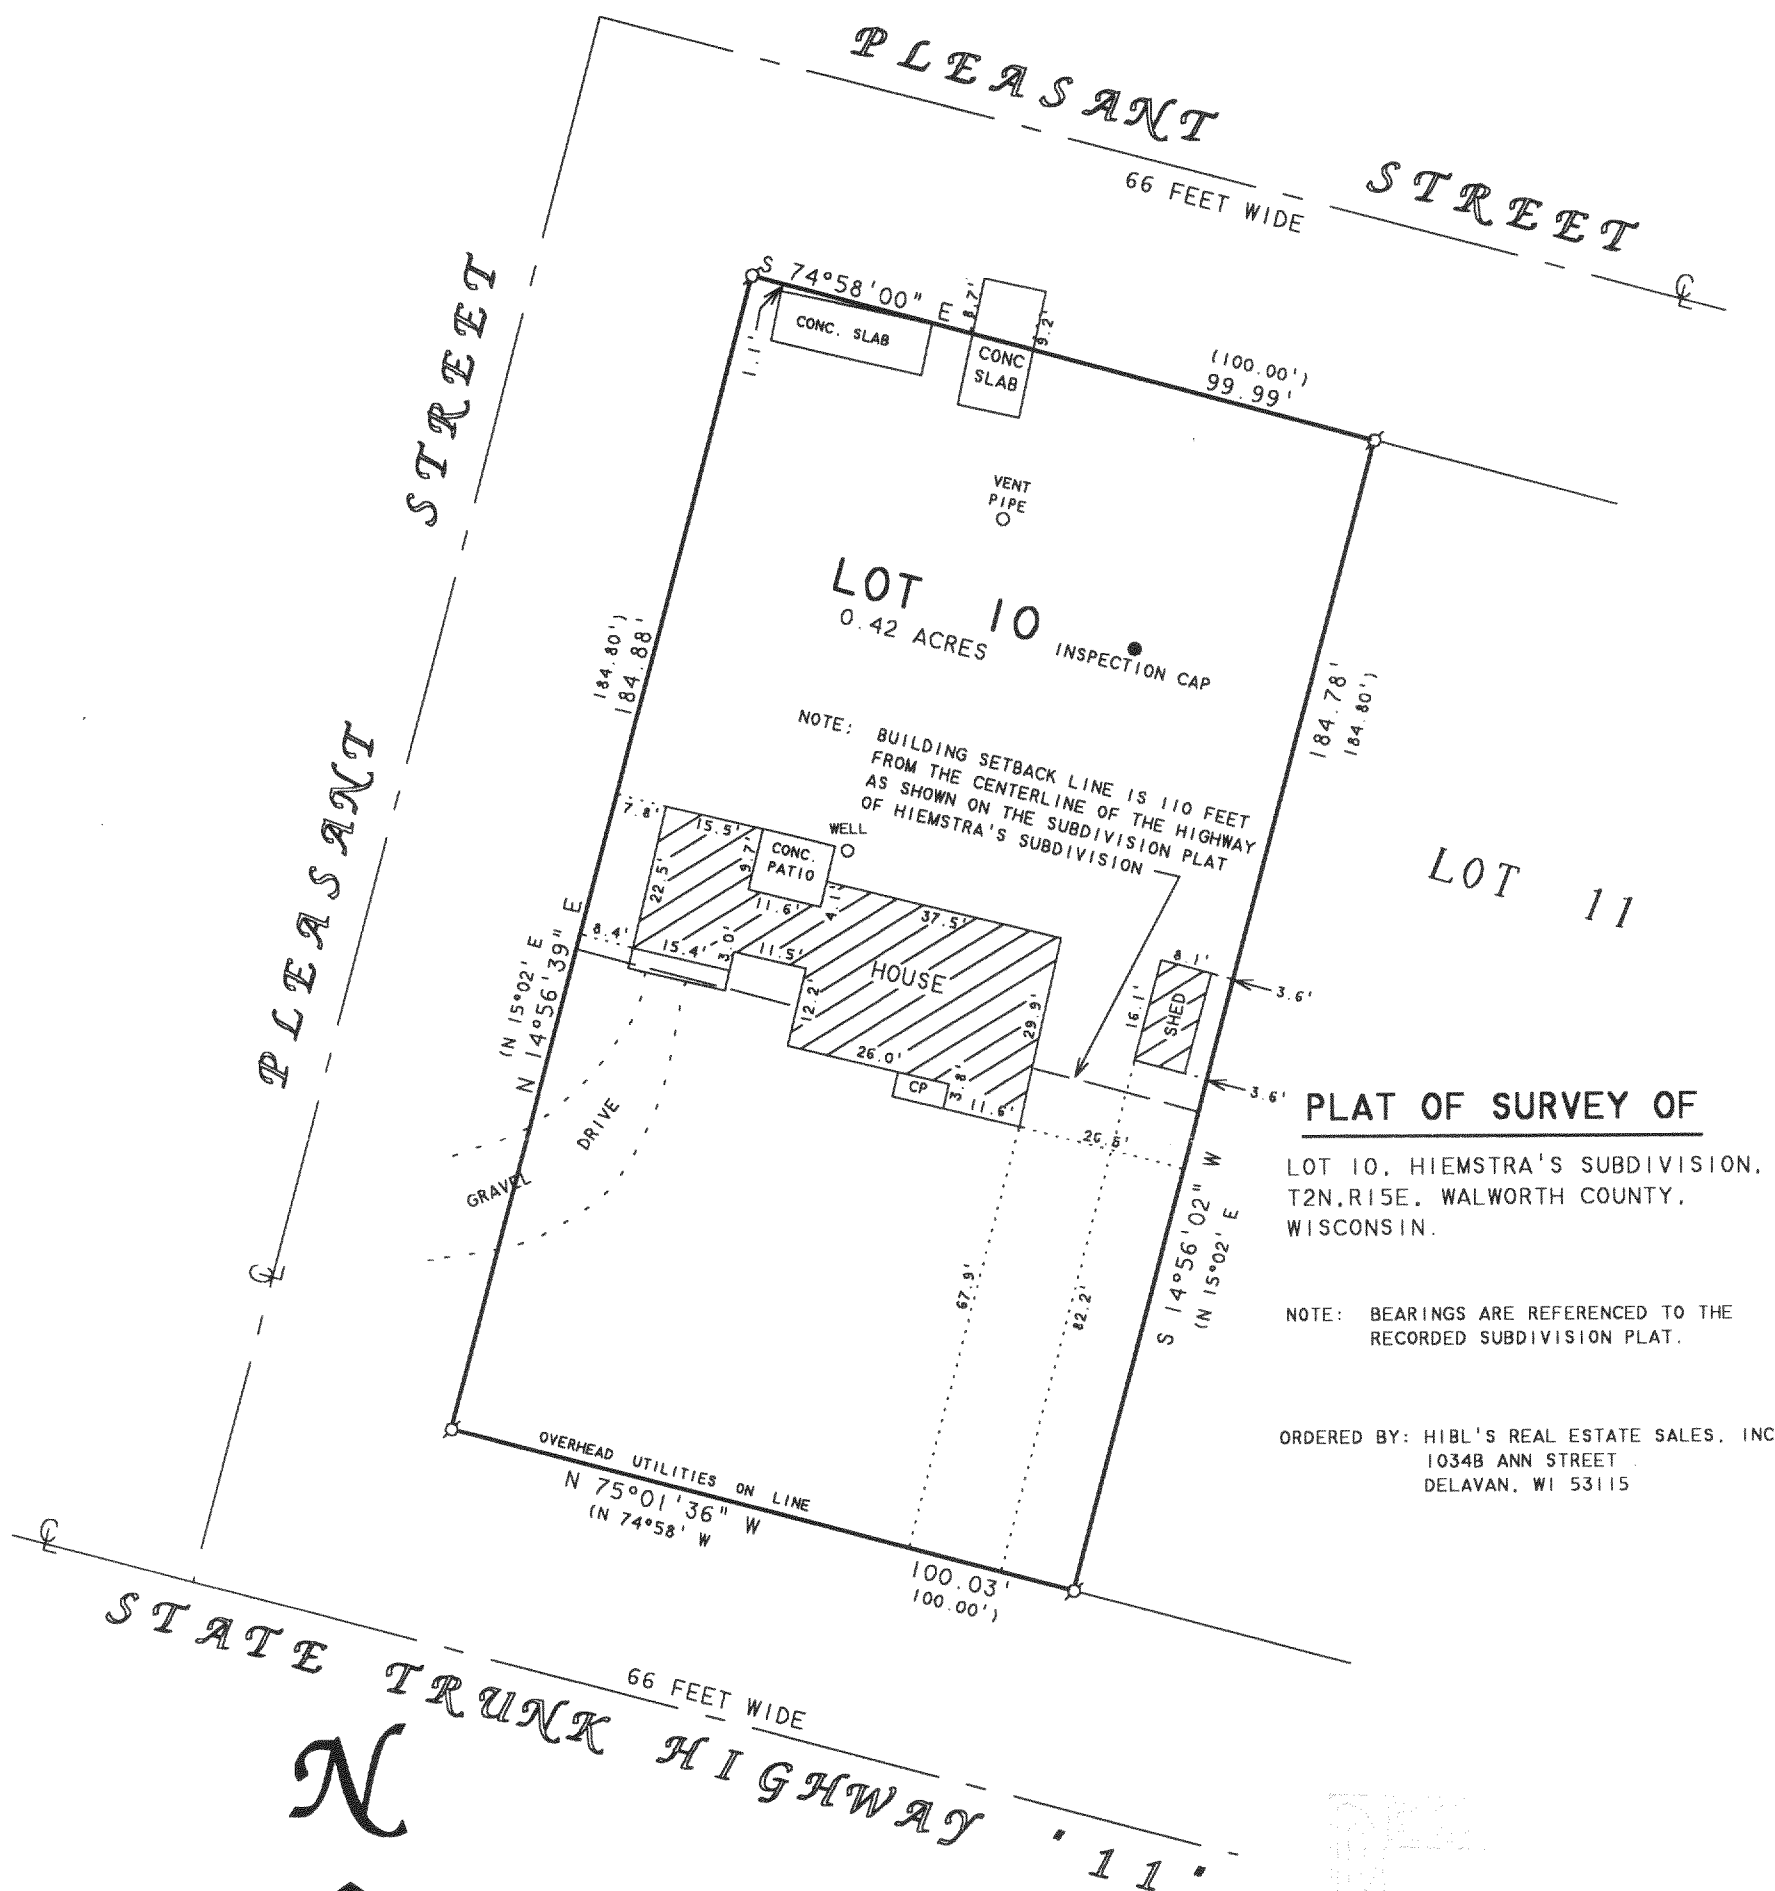 PLEASANT STREET
66 FEET WIDE
℄
PLEASANT STREET
℄
S 74°58'00" E
(100.00')
99.99'
1.1'
CONC. SLAB
8.7'
9.2'
CONC
SLAB
VENT
PIPE
LOT 10
0.42 ACRES
INSPECTION CAP
(184.80')
184.88'
184.78'
(184.80')
NOTE: BUILDING SETBACK LINE IS 110 FEET
FROM THE CENTERLINE OF THE HIGHWAY
AS SHOWN ON THE SUBDIVISION PLAT
OF HIEMSTRA'S SUBDIVISION
LOT 11
7.8'
15.5'
9.7'
CONC.
PATIO
WELL
22.5'
11.6'
4.1'
37.5'
8.4'
15.4'
3.0'
11.5'
HOUSE
12.2'
29.9'
26.0'
CP
3.8'
11.6'
8.1'
16.1'
SHED
3.6'
3.6'
(N 15°02' E
N 14°56'39" E
DRIVE
GRAVEL
67.9'
82.2'
S 14°56'02" W
(N 15°02' E
PLAT OF SURVEY OF
LOT 10, HIEMSTRA'S SUBDIVISION,
T2N,R15E, WALWORTH COUNTY,
WISCONSIN.
NOTE: BEARINGS ARE REFERENCED TO THE
RECORDED SUBDIVISION PLAT.
ORDERED BY: HIBL'S REAL ESTATE SALES, INC
1034B ANN STREET
DELAVAN, WI 53115
OVERHEAD UTILITIES ON LINE
N 75°01'36" W
(N 74°58' W
100.03'
100.00')
℄
STATE TRUNK HIGHWAY "11"
66 FEET WIDE
N